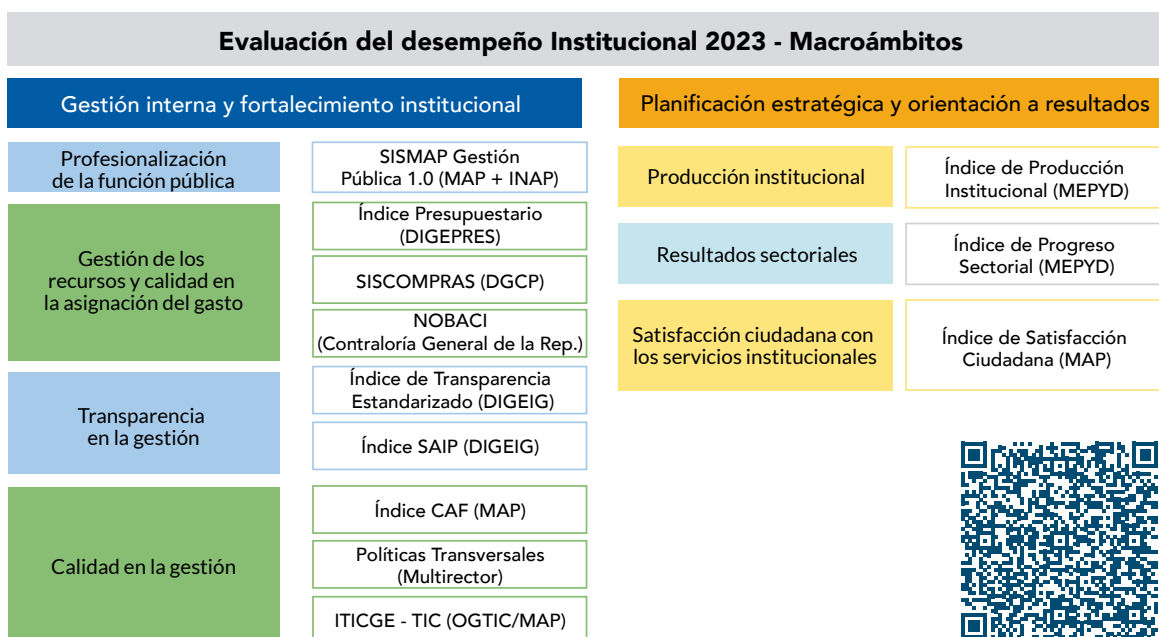 Evaluación del desempeño Institucional 2023 - Macroámbitos
Gestión interna y fortalecimiento institucional
Profesionalización
de la función pública
SISMAP Gestión
Pública 1.0 (MAP + INAP)
Gestión de los
recursos y calidad en
la asignación del gasto
Índice Presupuestario
(DIGEPRES)
SISCOMPRAS (DGCP)
NOBACI
(Contraloría General de la Rep.)
Transparencia
en la gestión
Índice de Transparencia
Estandarizado (DIGEIG)
Índice SAIP (DIGEIG)
Calidad en la gestión
Índice CAF (MAP)
Políticas Transversales
(Multirector)
ITICGE - TIC (OGTIC/MAP)
Planificación estratégica y orientación a resultados
Producción institucional
Índice de Producción
Institucional (MEPYD)
Resultados sectoriales
Índice de Progreso
Sectorial (MEPYD)
Satisfacción ciudadana con
los servicios institucionales
Índice de Satisfacción
Ciudadana (MAP)